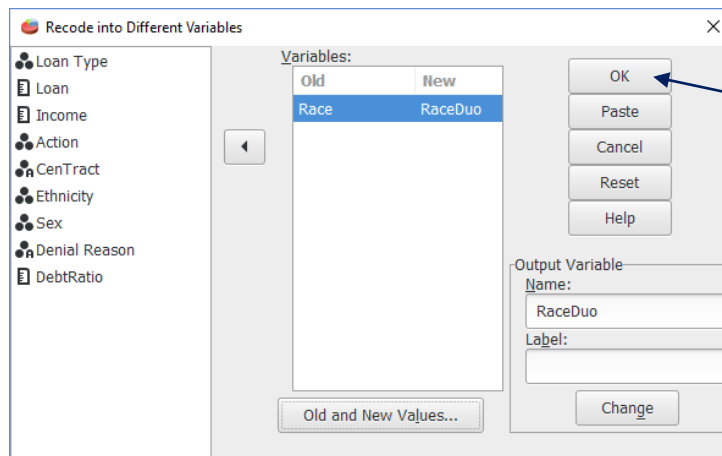 Recode into Different Variables
Loan Type
Loan
Income
Action
CenTract
Ethnicity
Sex
Denial Reason
DebtRatio
Variables:
Old New
Race RaceDuo
Old and New Values...
OK
Paste
Cancel
Reset
Help
Output Variable
Name:
RaceDuo
Label:
Change